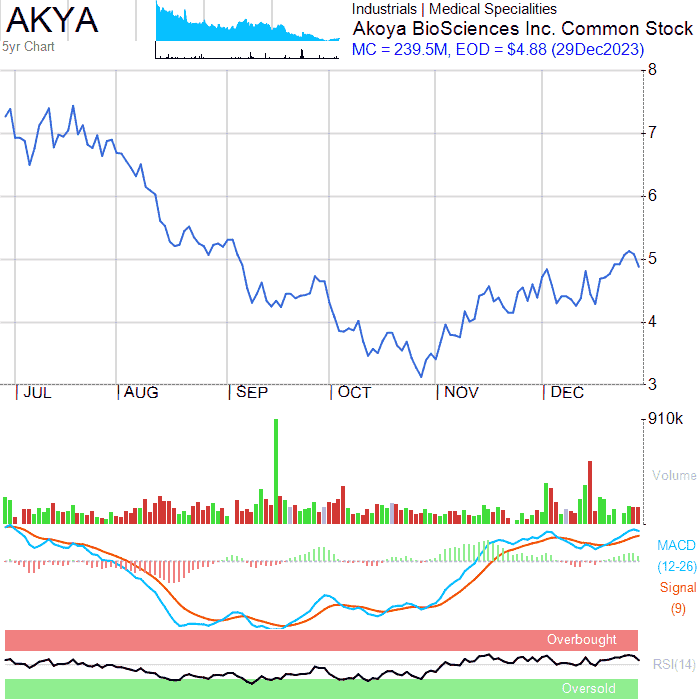 AKYA
5yr Chart
Industrials | Medical Specialities
Akoya BioSciences Inc. Common Stock
MC = 239.5M, EOD = $4.88 (29Dec2023)
8
7
6
5
4
3
JUL AUG SEP OCT NOV DEC
910k
Volume
MACD
(12-26)
Signal
(9)
Overbought
RSI(14)
Oversold